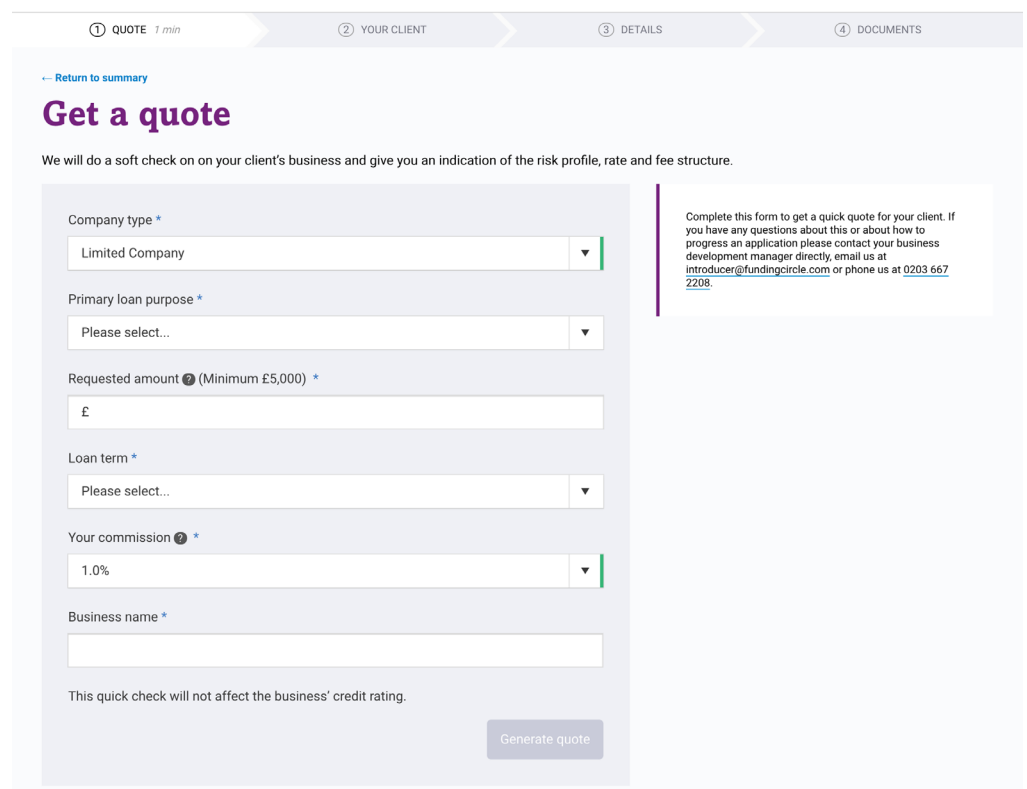 1 QUOTE 1 min
2 YOUR CLIENT
3 DETAILS
4 DOCUMENTS
← Return to summary
Get a quote
We will do a soft check on on your client's business and give you an indication of the risk profile, rate and fee structure.
Company type *
Limited Company
Primary loan purpose *
Please select...
Requested amount ? (Minimum £5,000) *
£
Loan term *
Please select...
Your commission ? *
1.0%
Business name *
This quick check will not affect the business' credit rating.
Generate quote
Complete this form to get a quick quote for your client. If
you have any questions about this or about how to
progress an application please contact your business
development manager directly, email us at
introducer@fundingcircle.com or phone us at 0203 667
2208.